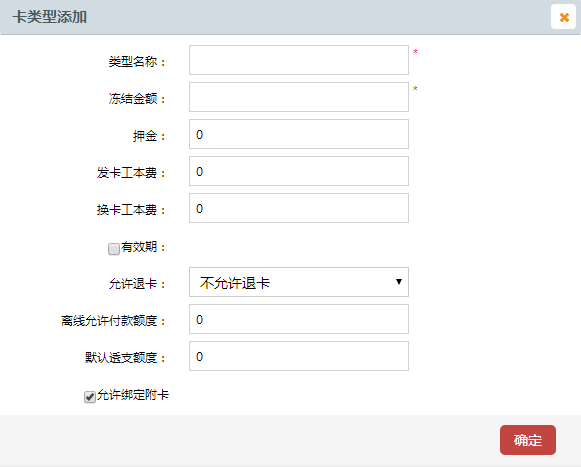 卡类型添加
类型名称： *
冻结金额： *
押金： 0
发卡工本费： 0
换卡工本费： 0
有效期：
允许退卡： 不允许退卡
离线允许付款额度： 0
默认透支额度： 0
允许绑定附卡
确定